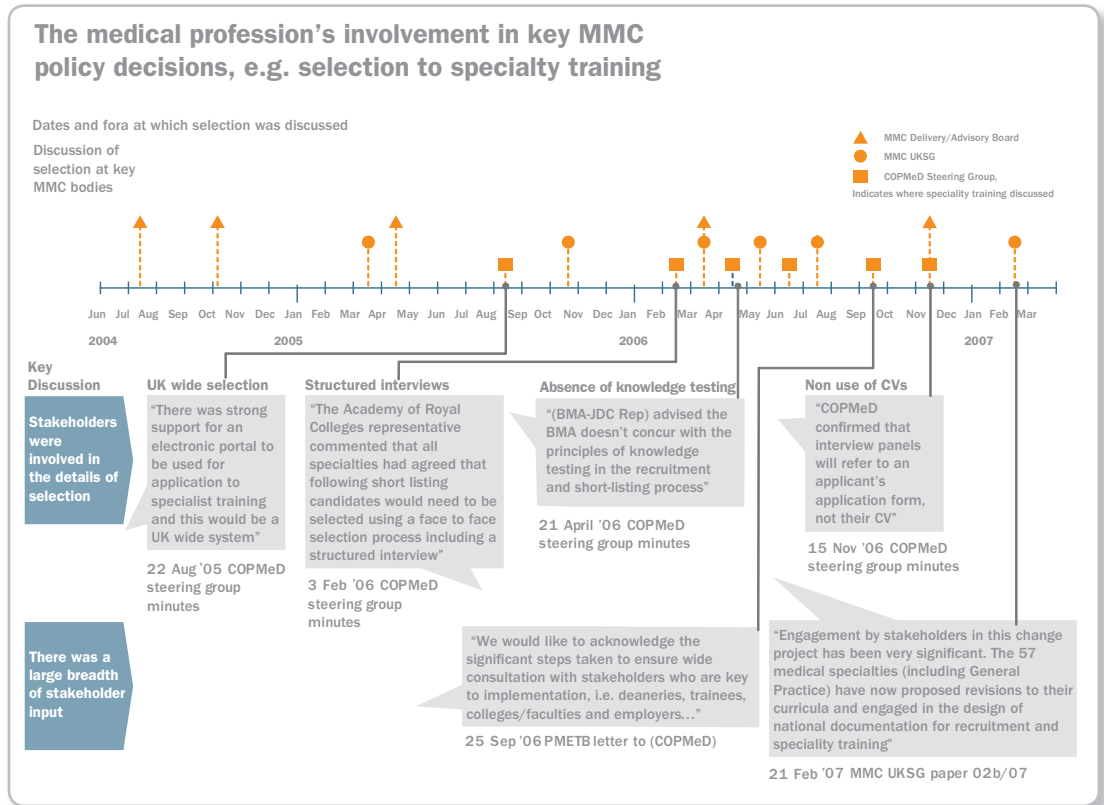 The medical profession's involvement in key MMC
policy decisions, e.g. selection to specialty training
Dates and fora at which selection was discussed
Discussion of
selection at key
MMC bodies
MMC Delivery/Advisory Board
MMC UKSG
COPMeD Steering Group,
Indicates where speciality training discussed
Jun Jul Aug Sep Oct Nov Dec Jan Feb Mar Apr May Jun Jul Aug Sep Oct Nov Dec Jan Feb Mar Apr May Jun Jul Aug Sep Oct Nov Dec Jan Feb Mar
2004 2005 2006 2007
Key
Discussion
Stakeholders
were
involved in
the details of
selection
UK wide selection
“There was strong
support for an
electronic portal to
be used for
application to
specialist training
and this would be a
UK wide system”
22 Aug ’05 COPMeD
steering group
minutes
Structured interviews
“The Academy of Royal
Colleges representative
commented that all
specialties had agreed that
following short listing
candidates would need to be
selected using a face to face
selection process including a
structured interview”
3 Feb ’06 COPMeD
steering group
minutes
Absence of knowledge testing
“(BMA-JDC Rep) advised the
BMA doesn’t concur with the
principles of knowledge
testing in the recruitment
and short-listing process”
21 April ’06 COPMeD
steering group minutes
Non use of CVs
“COPMeD
confirmed that
interview panels
will refer to an
applicant’s
application form,
not their CV”
15 Nov ’06 COPMeD
steering group minutes
There was a
large breadth
of stakeholder
input
“We would like to acknowledge the
significant steps taken to ensure wide
consultation with stakeholders who are key
to implementation, i.e. deaneries, trainees,
colleges/faculties and employers...”
25 Sep ’06 PMETB letter to (COPMeD)
“Engagement by stakeholders in this change
project has been very significant. The 57
medical specialties (including General
Practice) have now proposed revisions to their
curricula and engaged in the design of
national documentation for recruitment and
speciality training”
21 Feb ’07 MMC UKSG paper 02b/07